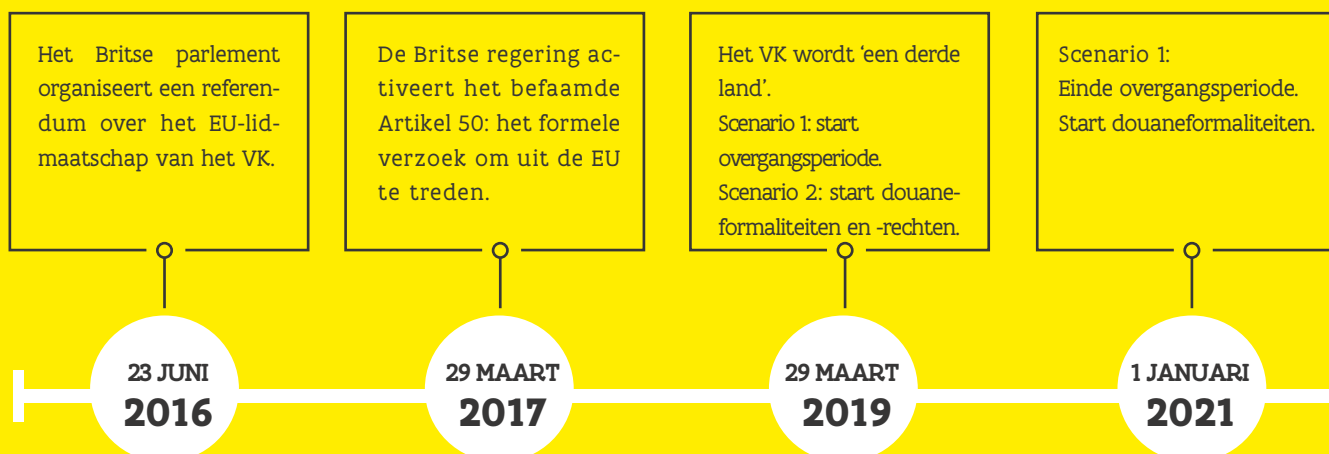 Het Britse parlement
organiseert een referen-
dum over het EU-lid-
maatschap van het VK.
De Britse regering ac-
tiveert het befaamde
Artikel 50: het formele
verzoek om uit de EU
te treden.
Het VK wordt ‘een derde
land’.
Scenario 1: start
overgangsperiode.
Scenario 2: start douane-
formaliteiten en -rechten.
Scenario 1:
Einde overgangsperiode.
Start douaneformaliteiten.
23 JUNI
2016
29 MAART
2017
29 MAART
2019
1 JANUARI
2021